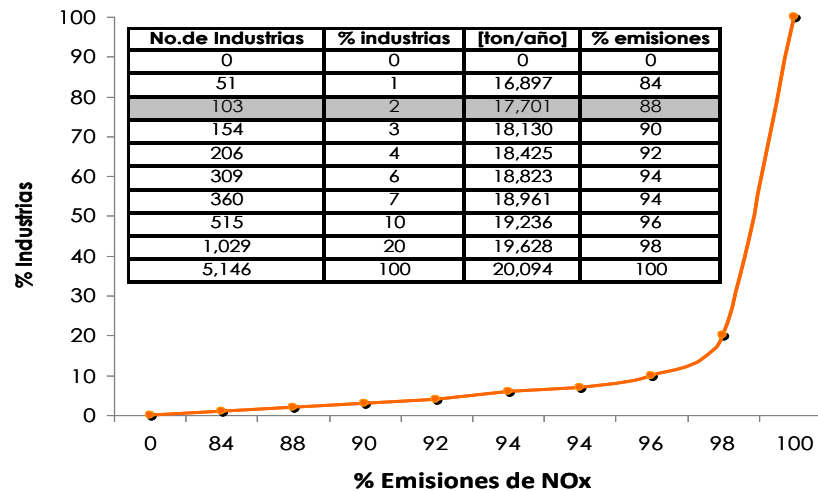 No.de Industrias % industrias [ton/año] % emisiones
0 0 0 0
51 1 16,897 84
103 2 17,701 88
154 3 18,130 90
206 4 18,425 92
309 6 18,823 94
360 7 18,961 94
515 10 19,236 96
1,029 20 19,628 98
5,146 100 20,094 100
100
90
80
70
60
50
40
30
20
10
0
% Industrias
0 84 88 90 92 94 94 96 98 100
% Emisiones de NOx